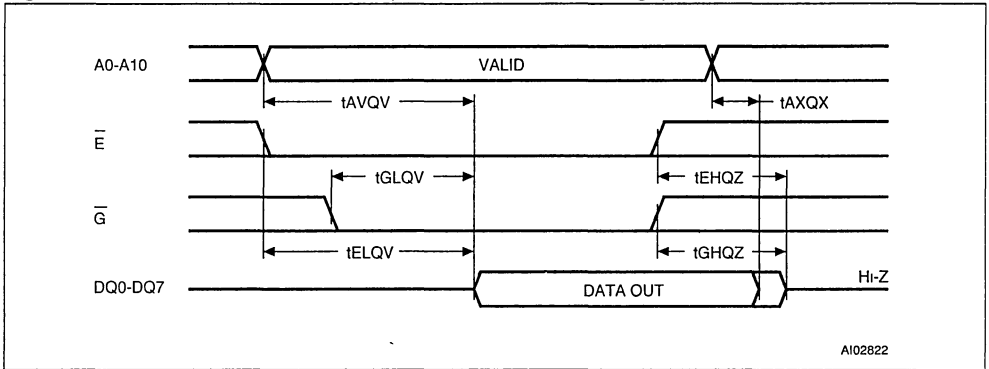 A0-A10
VALID
tAVQV
tAXQX
E
tGLQV
tEHQZ
G
tELQV
tGHQZ
DQ0-DQ7
DATA OUT
Hi-Z
AI02822